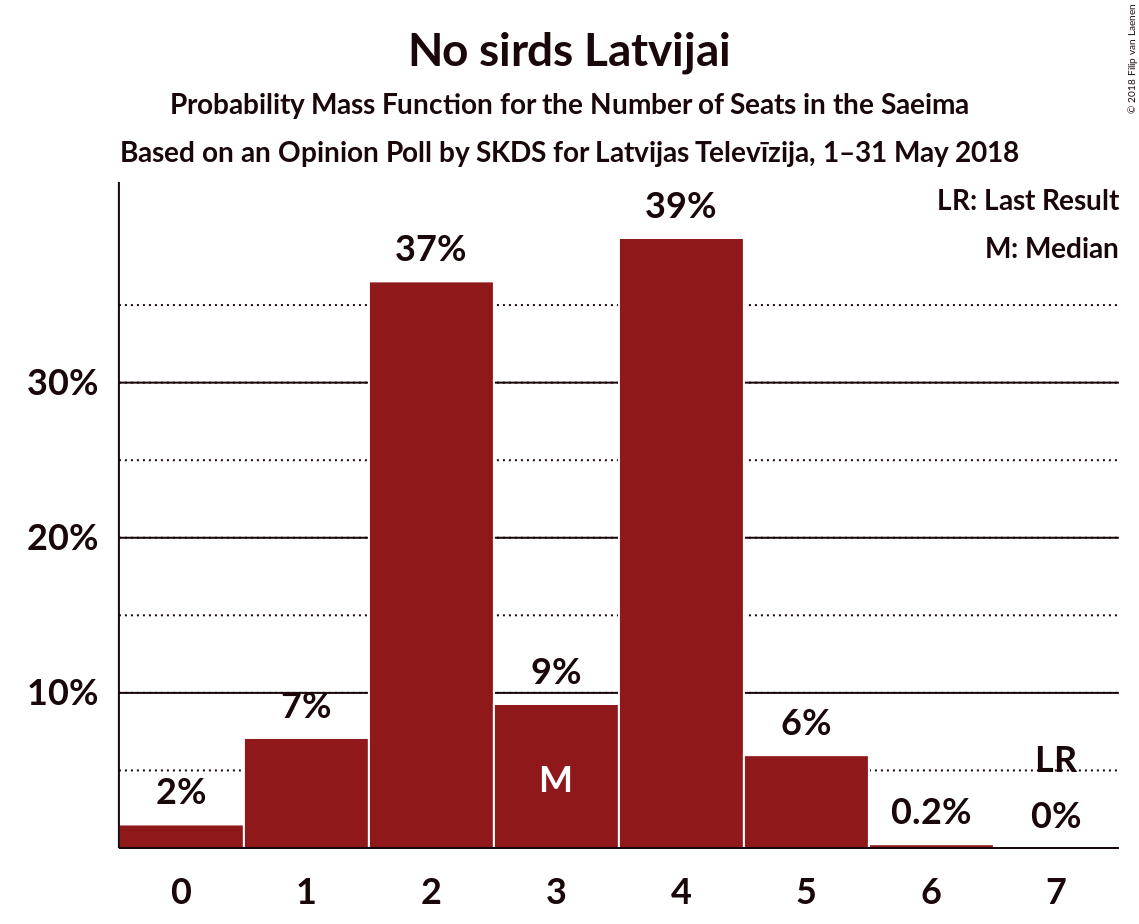 No sirds Latvijai
Probability Mass Function for the Number of Seats in the Saeima
Based on an Opinion Poll by SKDS for Latvijas Televīzija, 1–31 May 2018
© 2018 Filip van Laenen
LR: Last Result
M: Median
39%
37%
30%
20%
10%
9%
7%
6%
M
LR
2%
0.2%
0%
0 1 2 3 4 5 6 7